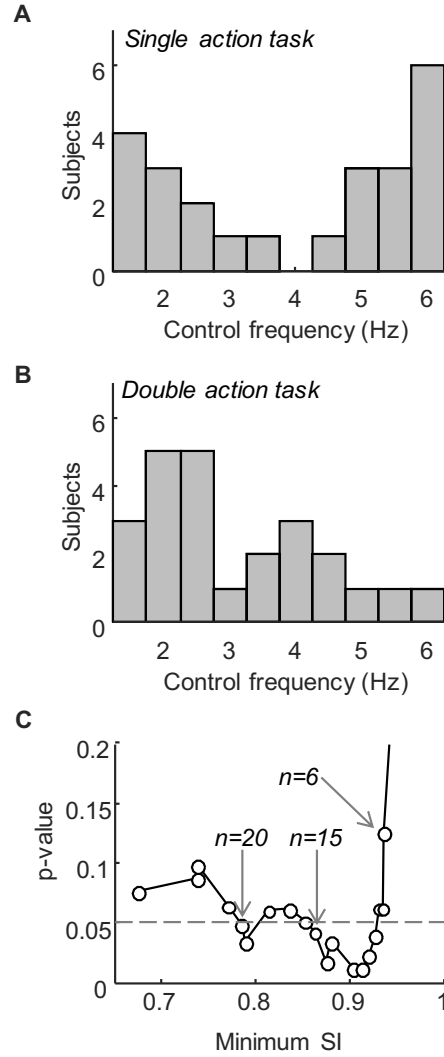 A
Single action task
6
4
2
0
Subjects
2 3 4 5 6
Control frequency (Hz)
B
Double action task
6
4
2
0
Subjects
2 3 4 5 6
Control frequency (Hz)
C
0.2
0.15
0.1
0.05
0
p-value
n=6
n=20 n=15
0.7 0.8 0.9 1
Minimum SI